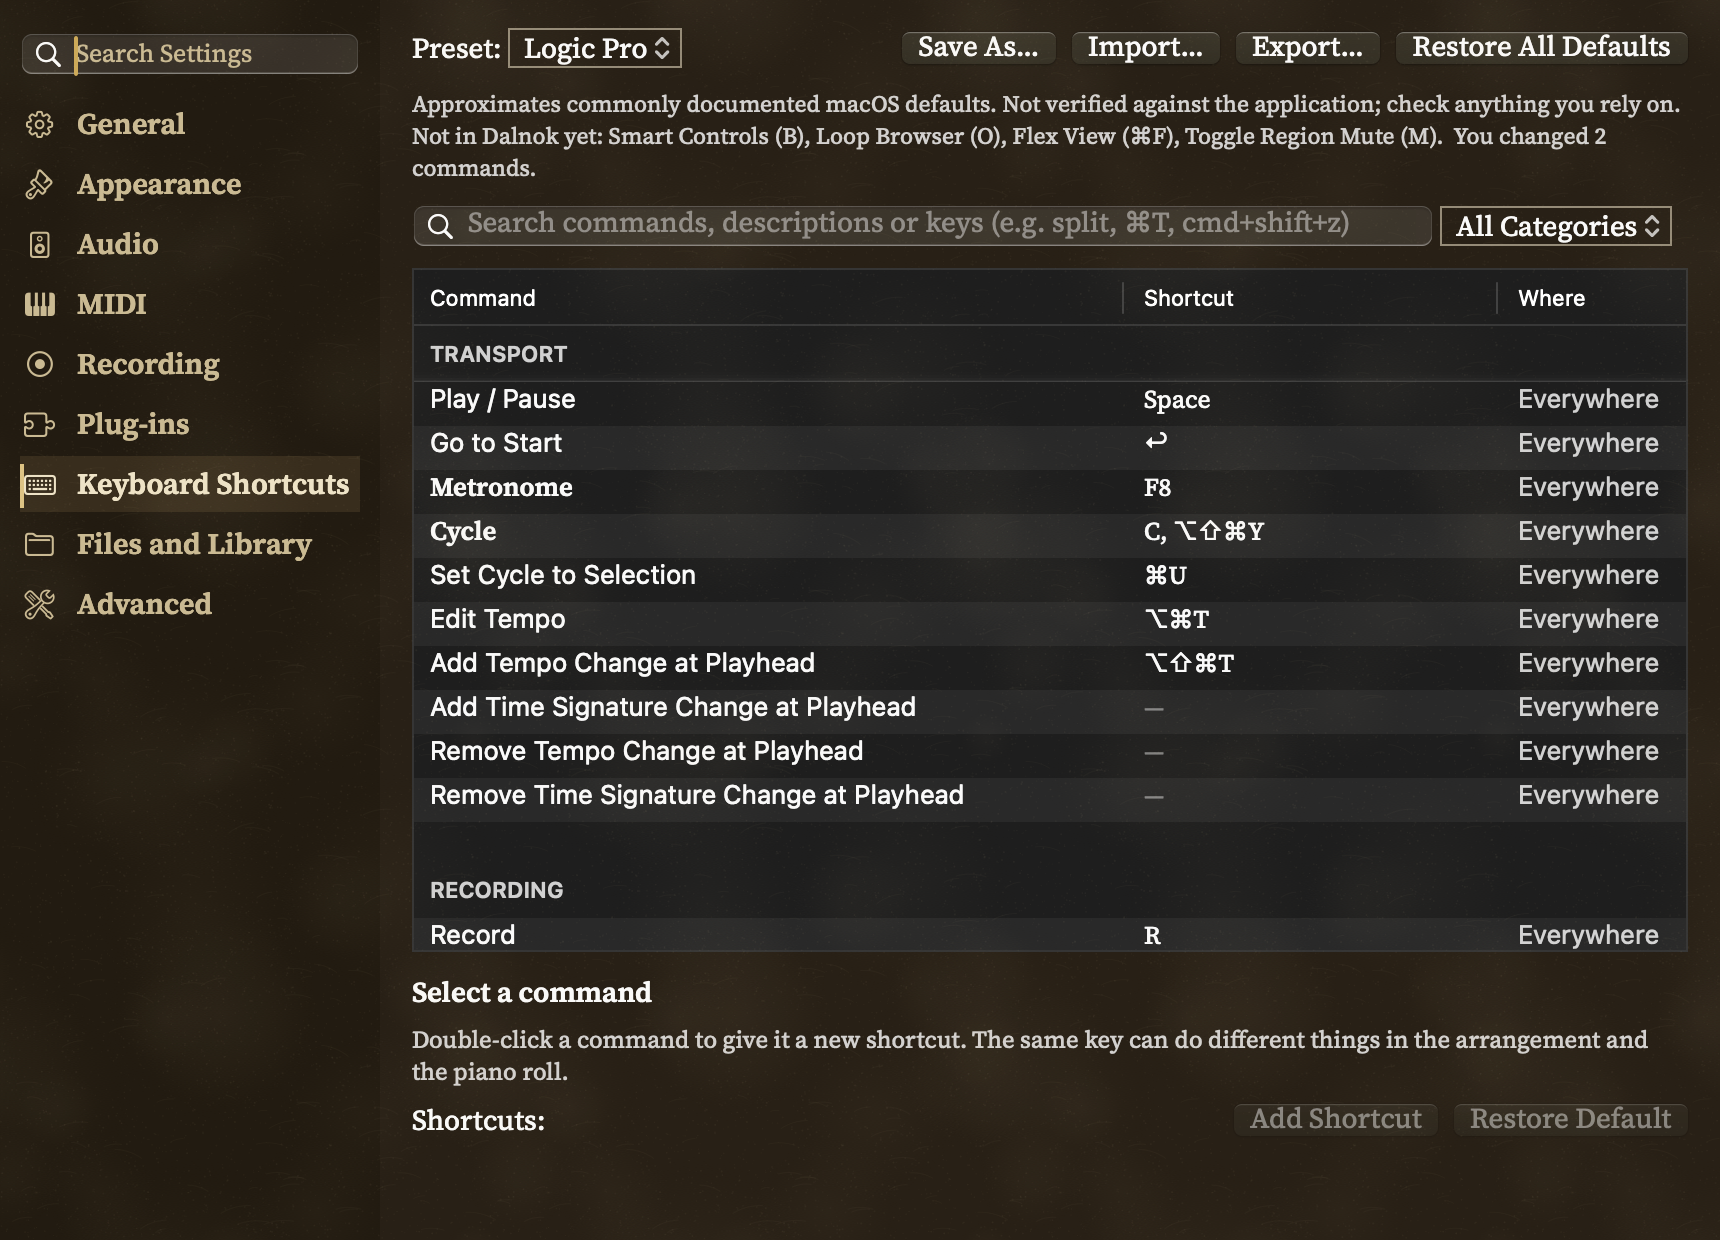 Search Settings
General
Appearance
Audio
MIDI
Recording
Plug-ins
Keyboard Shortcuts
Files and Library
Advanced
Preset: Logic Pro
Save As... Import... Export... Restore All Defaults
Approximates commonly documented macOS defaults. Not verified against the application; check anything you rely on.
Not in Dalnok yet: Smart Controls (B), Loop Browser (O), Flex View (⌘F), Toggle Region Mute (M). You changed 2
commands.
Search commands, descriptions or keys (e.g. split, ⌘T, cmd+shift+z)
All Categories
Command Shortcut Where
TRANSPORT
Play / Pause Space Everywhere
Go to Start ↩ Everywhere
Metronome F8 Everywhere
Cycle C, ⌥⇧⌘Y Everywhere
Set Cycle to Selection ⌘U Everywhere
Edit Tempo ⌥⌘T Everywhere
Add Tempo Change at Playhead ⌥⇧⌘T Everywhere
Add Time Signature Change at Playhead — Everywhere
Remove Tempo Change at Playhead — Everywhere
Remove Time Signature Change at Playhead — Everywhere
RECORDING
Record R Everywhere
Select a command
Double-click a command to give it a new shortcut. The same key can do different things in the arrangement and
the piano roll.
Shortcuts:
Add Shortcut Restore Default